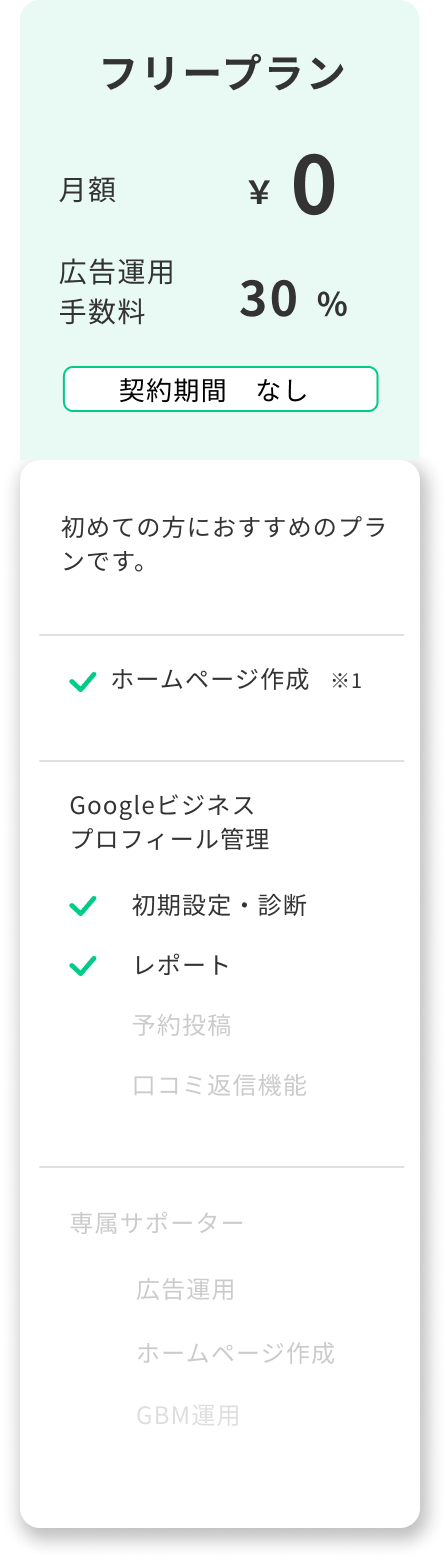 フリープラン
月額 ¥ 0
広告運用
手数料 30 %
契約期間　なし
初めての方におすすめのプラ
ンです。
ホームページ作成 ※1
Googleビジネス
プロフィール管理
初期設定・診断
レポート
予約投稿
口コミ返信機能
専属サポーター
広告運用
ホームページ作成
GBM運用